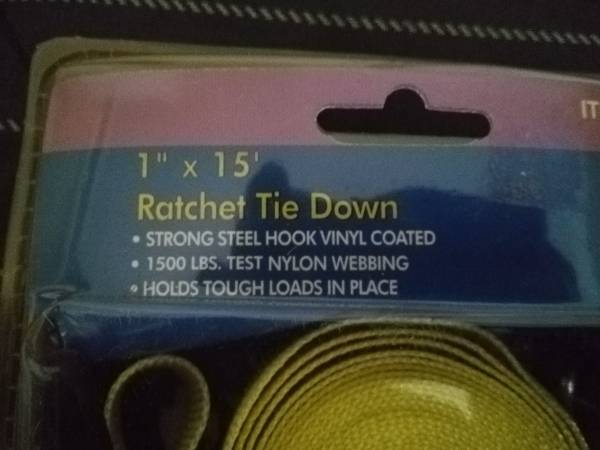 IT
1" x 15'
Ratchet Tie Down
• STRONG STEEL HOOK VINYL COATED
• 1500 LBS. TEST NYLON WEBBING
• HOLDS TOUGH LOADS IN PLACE